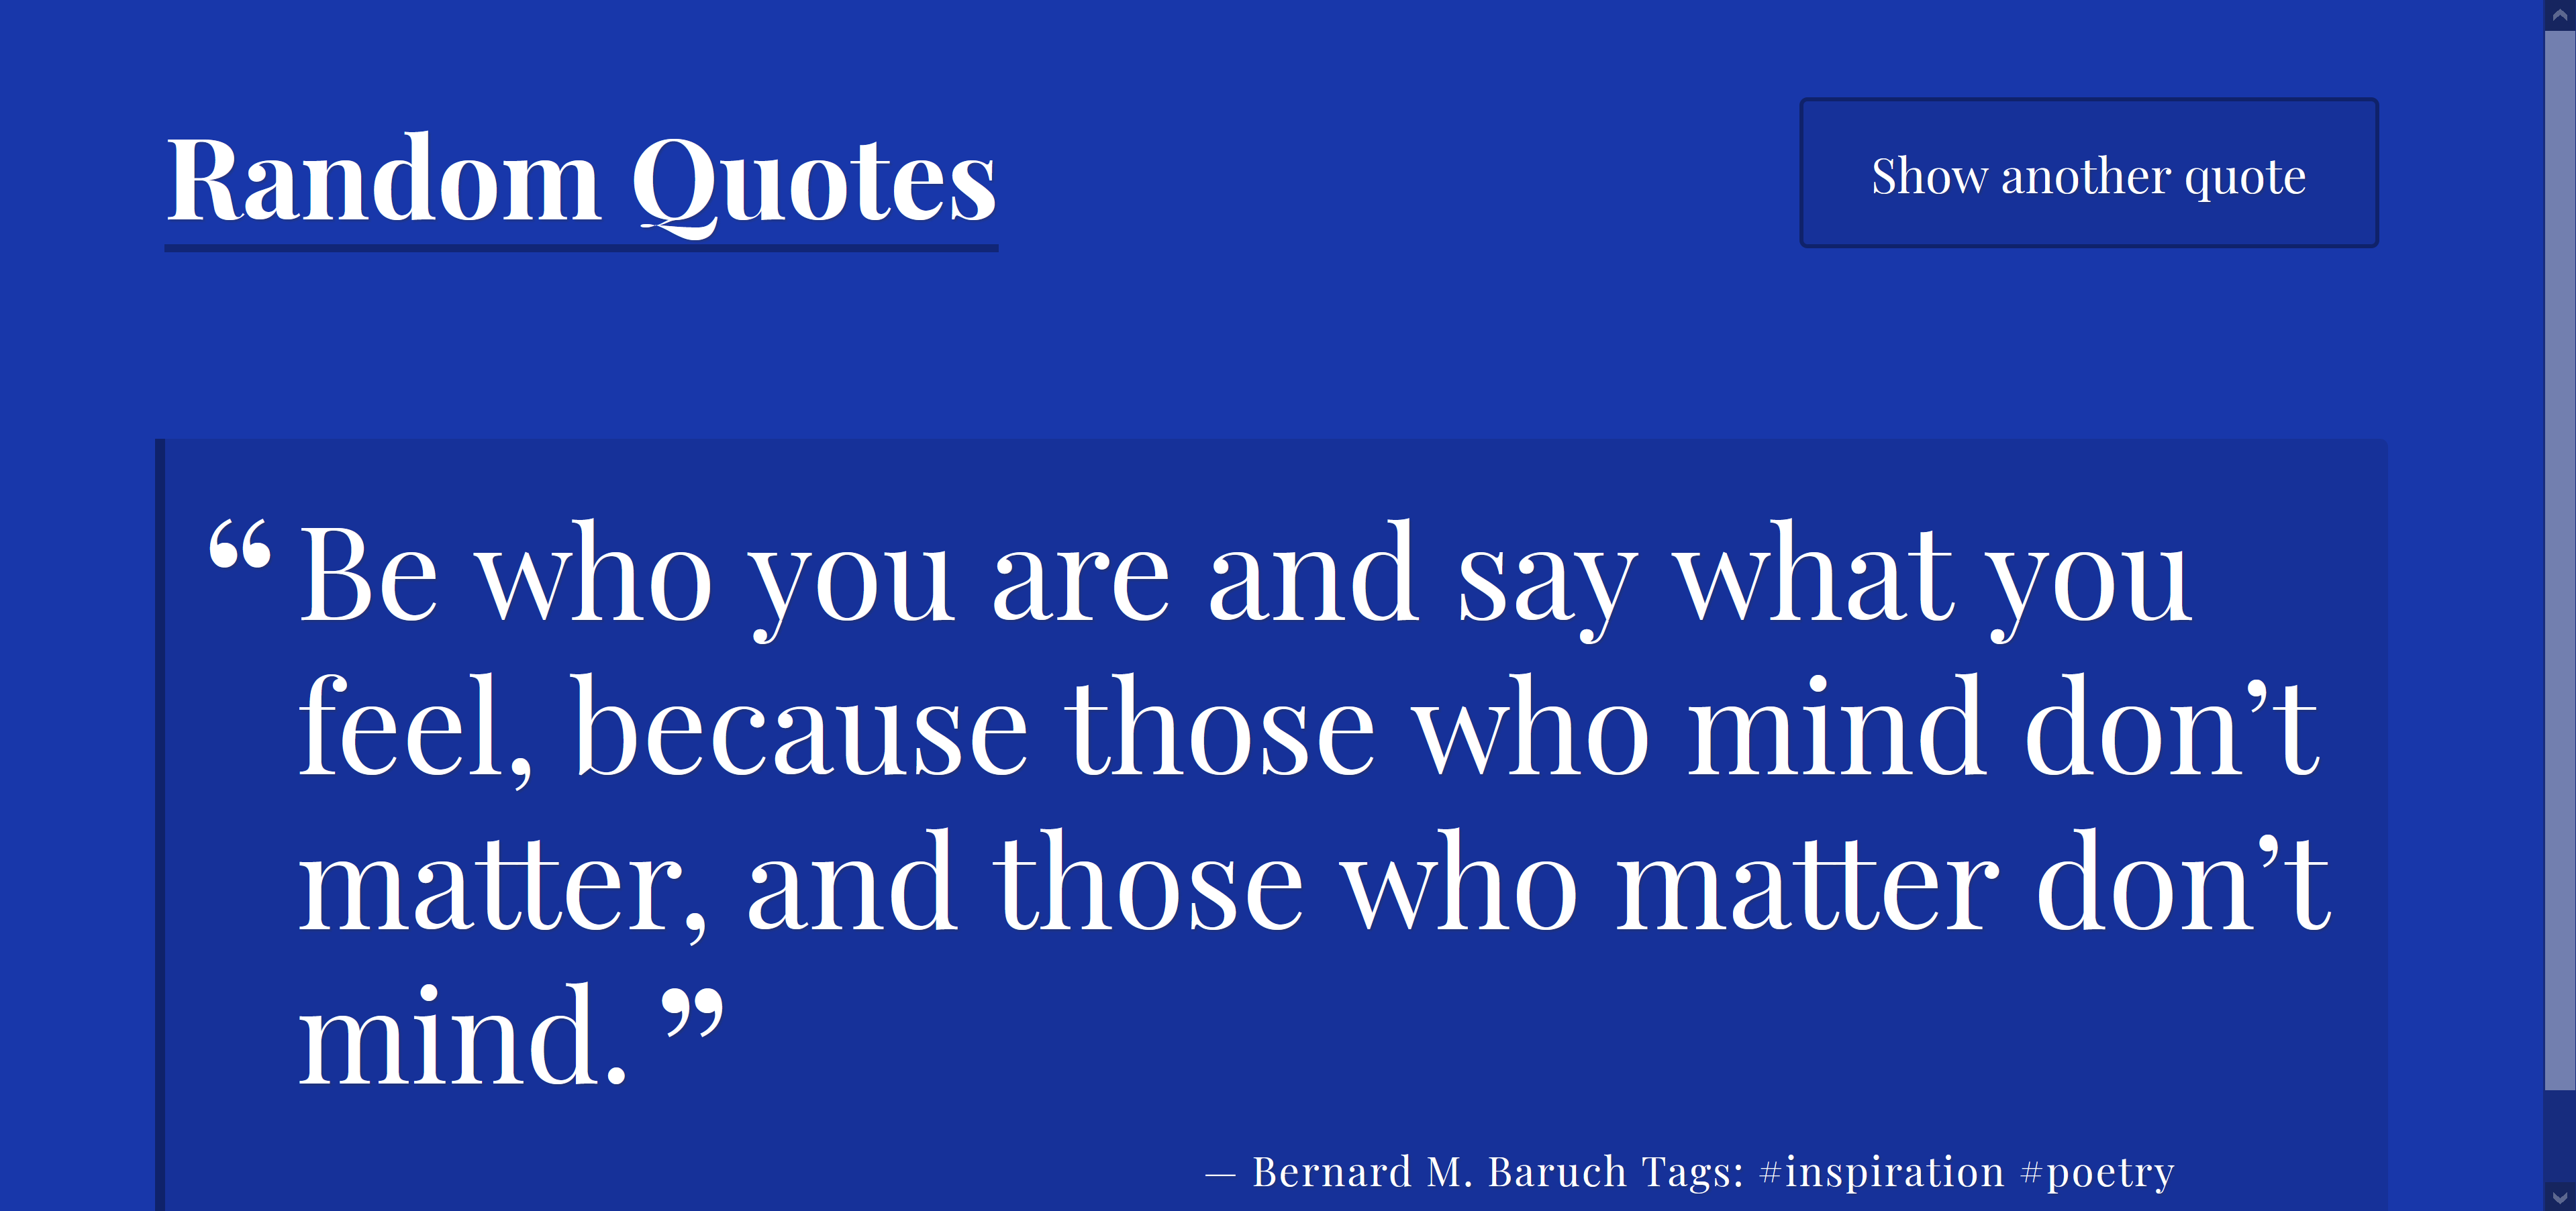 Random Quotes
Show another quote
“ Be who you are and say what you
feel, because those who mind don’t
matter, and those who matter don’t
mind. ”
— Bernard M. Baruch Tags: #inspiration #poetry